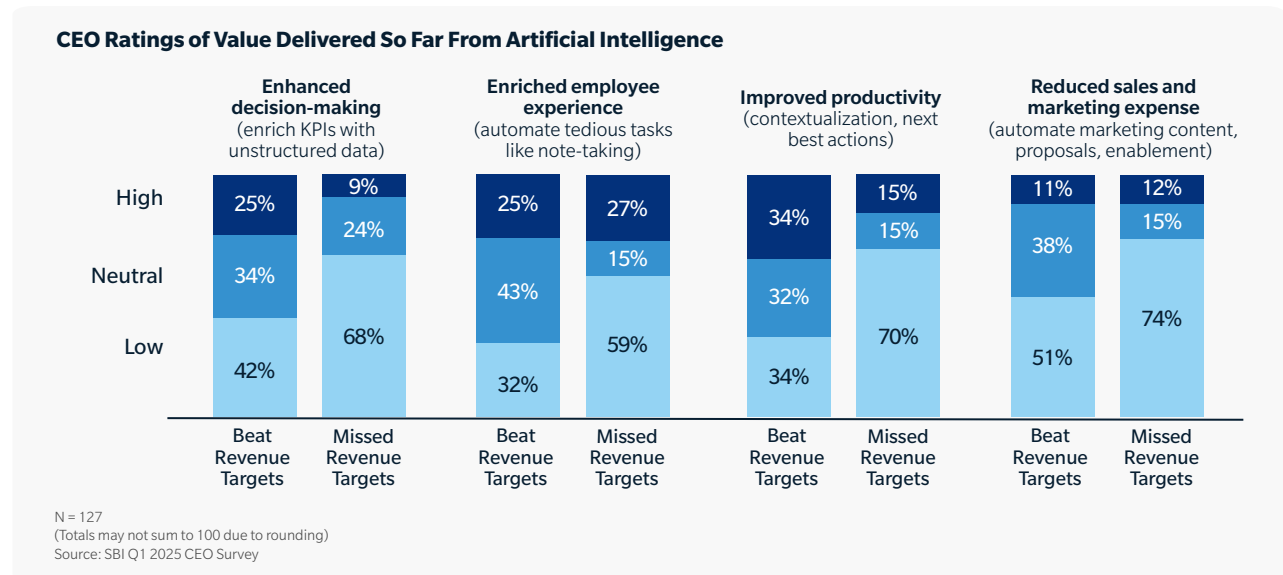 CEO Ratings of Value Delivered So Far From Artificial Intelligence
Enhanced
decision-making
(enrich KPIs with
unstructured data)
Enriched employee
experience
(automate tedious tasks
like note-taking)
Improved productivity
(contextualization, next
best actions)
Reduced sales and
marketing expense
(automate marketing content,
proposals, enablement)
High
Neutral
Low
25%
34%
42%
9%
24%
68%
25%
43%
32%
27%
15%
59%
34%
32%
34%
15%
15%
70%
11%
38%
51%
12%
15%
74%
Beat
Revenue
Targets
Missed
Revenue
Targets
Beat
Revenue
Targets
Missed
Revenue
Targets
Beat
Revenue
Targets
Missed
Revenue
Targets
Beat
Revenue
Targets
Missed
Revenue
Targets
N = 127
(Totals may not sum to 100 due to rounding)
Source: SBI Q1 2025 CEO Survey